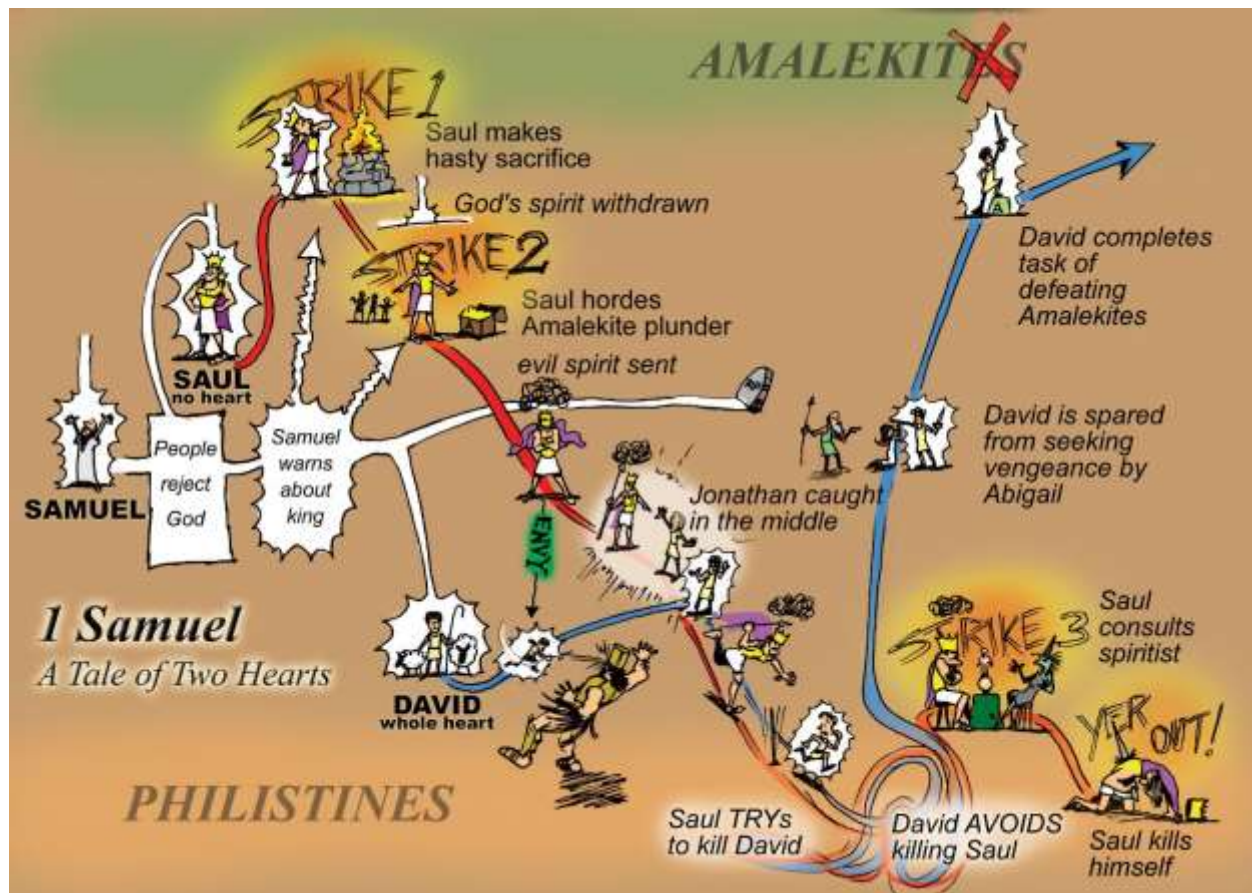 AMALEKITES
STRIKE 1
Saul makes
hasty sacrifice
God's spirit withdrawn
STRIKE 2
Saul hordes
Amalekite plunder
evil spirit sent
SAUL
no heart
SAMUEL
People
reject
God
Samuel
warns
about
king
RIP
ENVY
Jonathan caught
in the middle
A
David completes
task of
defeating
Amalekites
David is spared
from seeking
vengeance by
Abigail
1 Samuel
A Tale of Two Hearts
DAVID
whole heart
PHILISTINES
Saul TRYs
to kill David
David AVOIDS
killing Saul
STRIKE 3
Saul
consults
spiritist
YER OUT!
Saul kills
himself